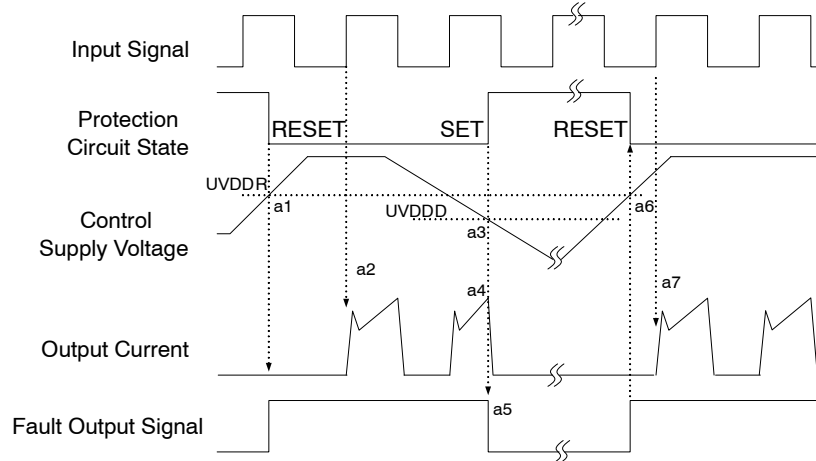 Input Signal
Protection
Circuit State
RESET
SET
RESET
UVDDR
a1
a6
UVDDD
Control
Supply Voltage
a3
a2
a4
a7
Output Current
a5
Fault Output Signal